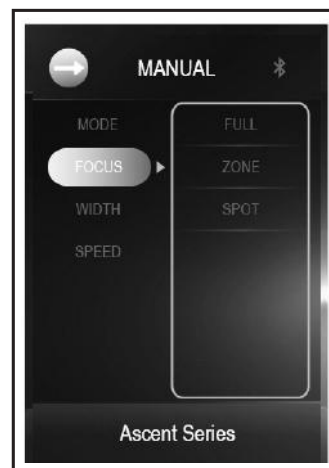 MANUAL
MODE
FULL
FOCUS
ZONE
WIDTH
SPOT
SPEED
Ascent Series